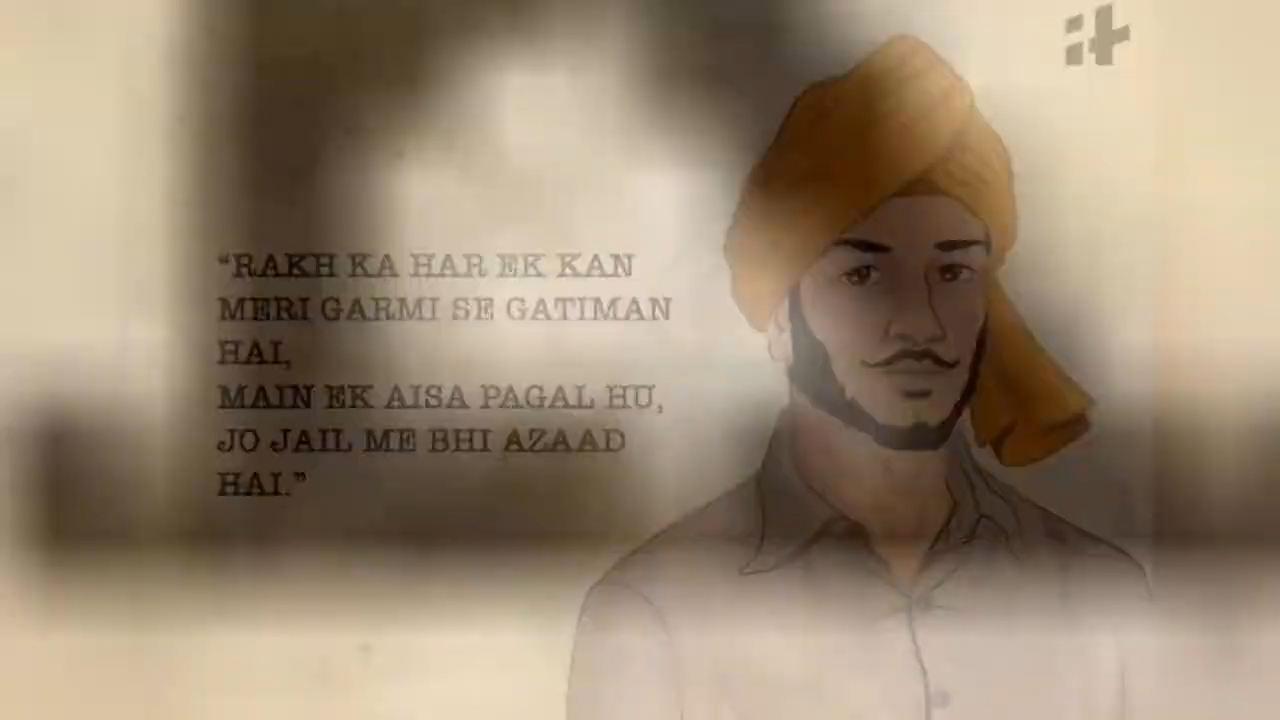 “RAKH KA HAR EK KAN
MERI GARMI SE GATIMAN
HAI,
MAIN EK AISA PAGAL HU,
JO JAIL ME BHI AZAAD
HAI.”